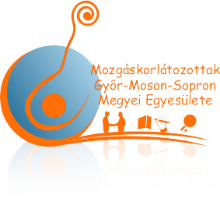 Mozgáskorlátozottak
Győr-Moson-Sopron
Megyei Egyesülete